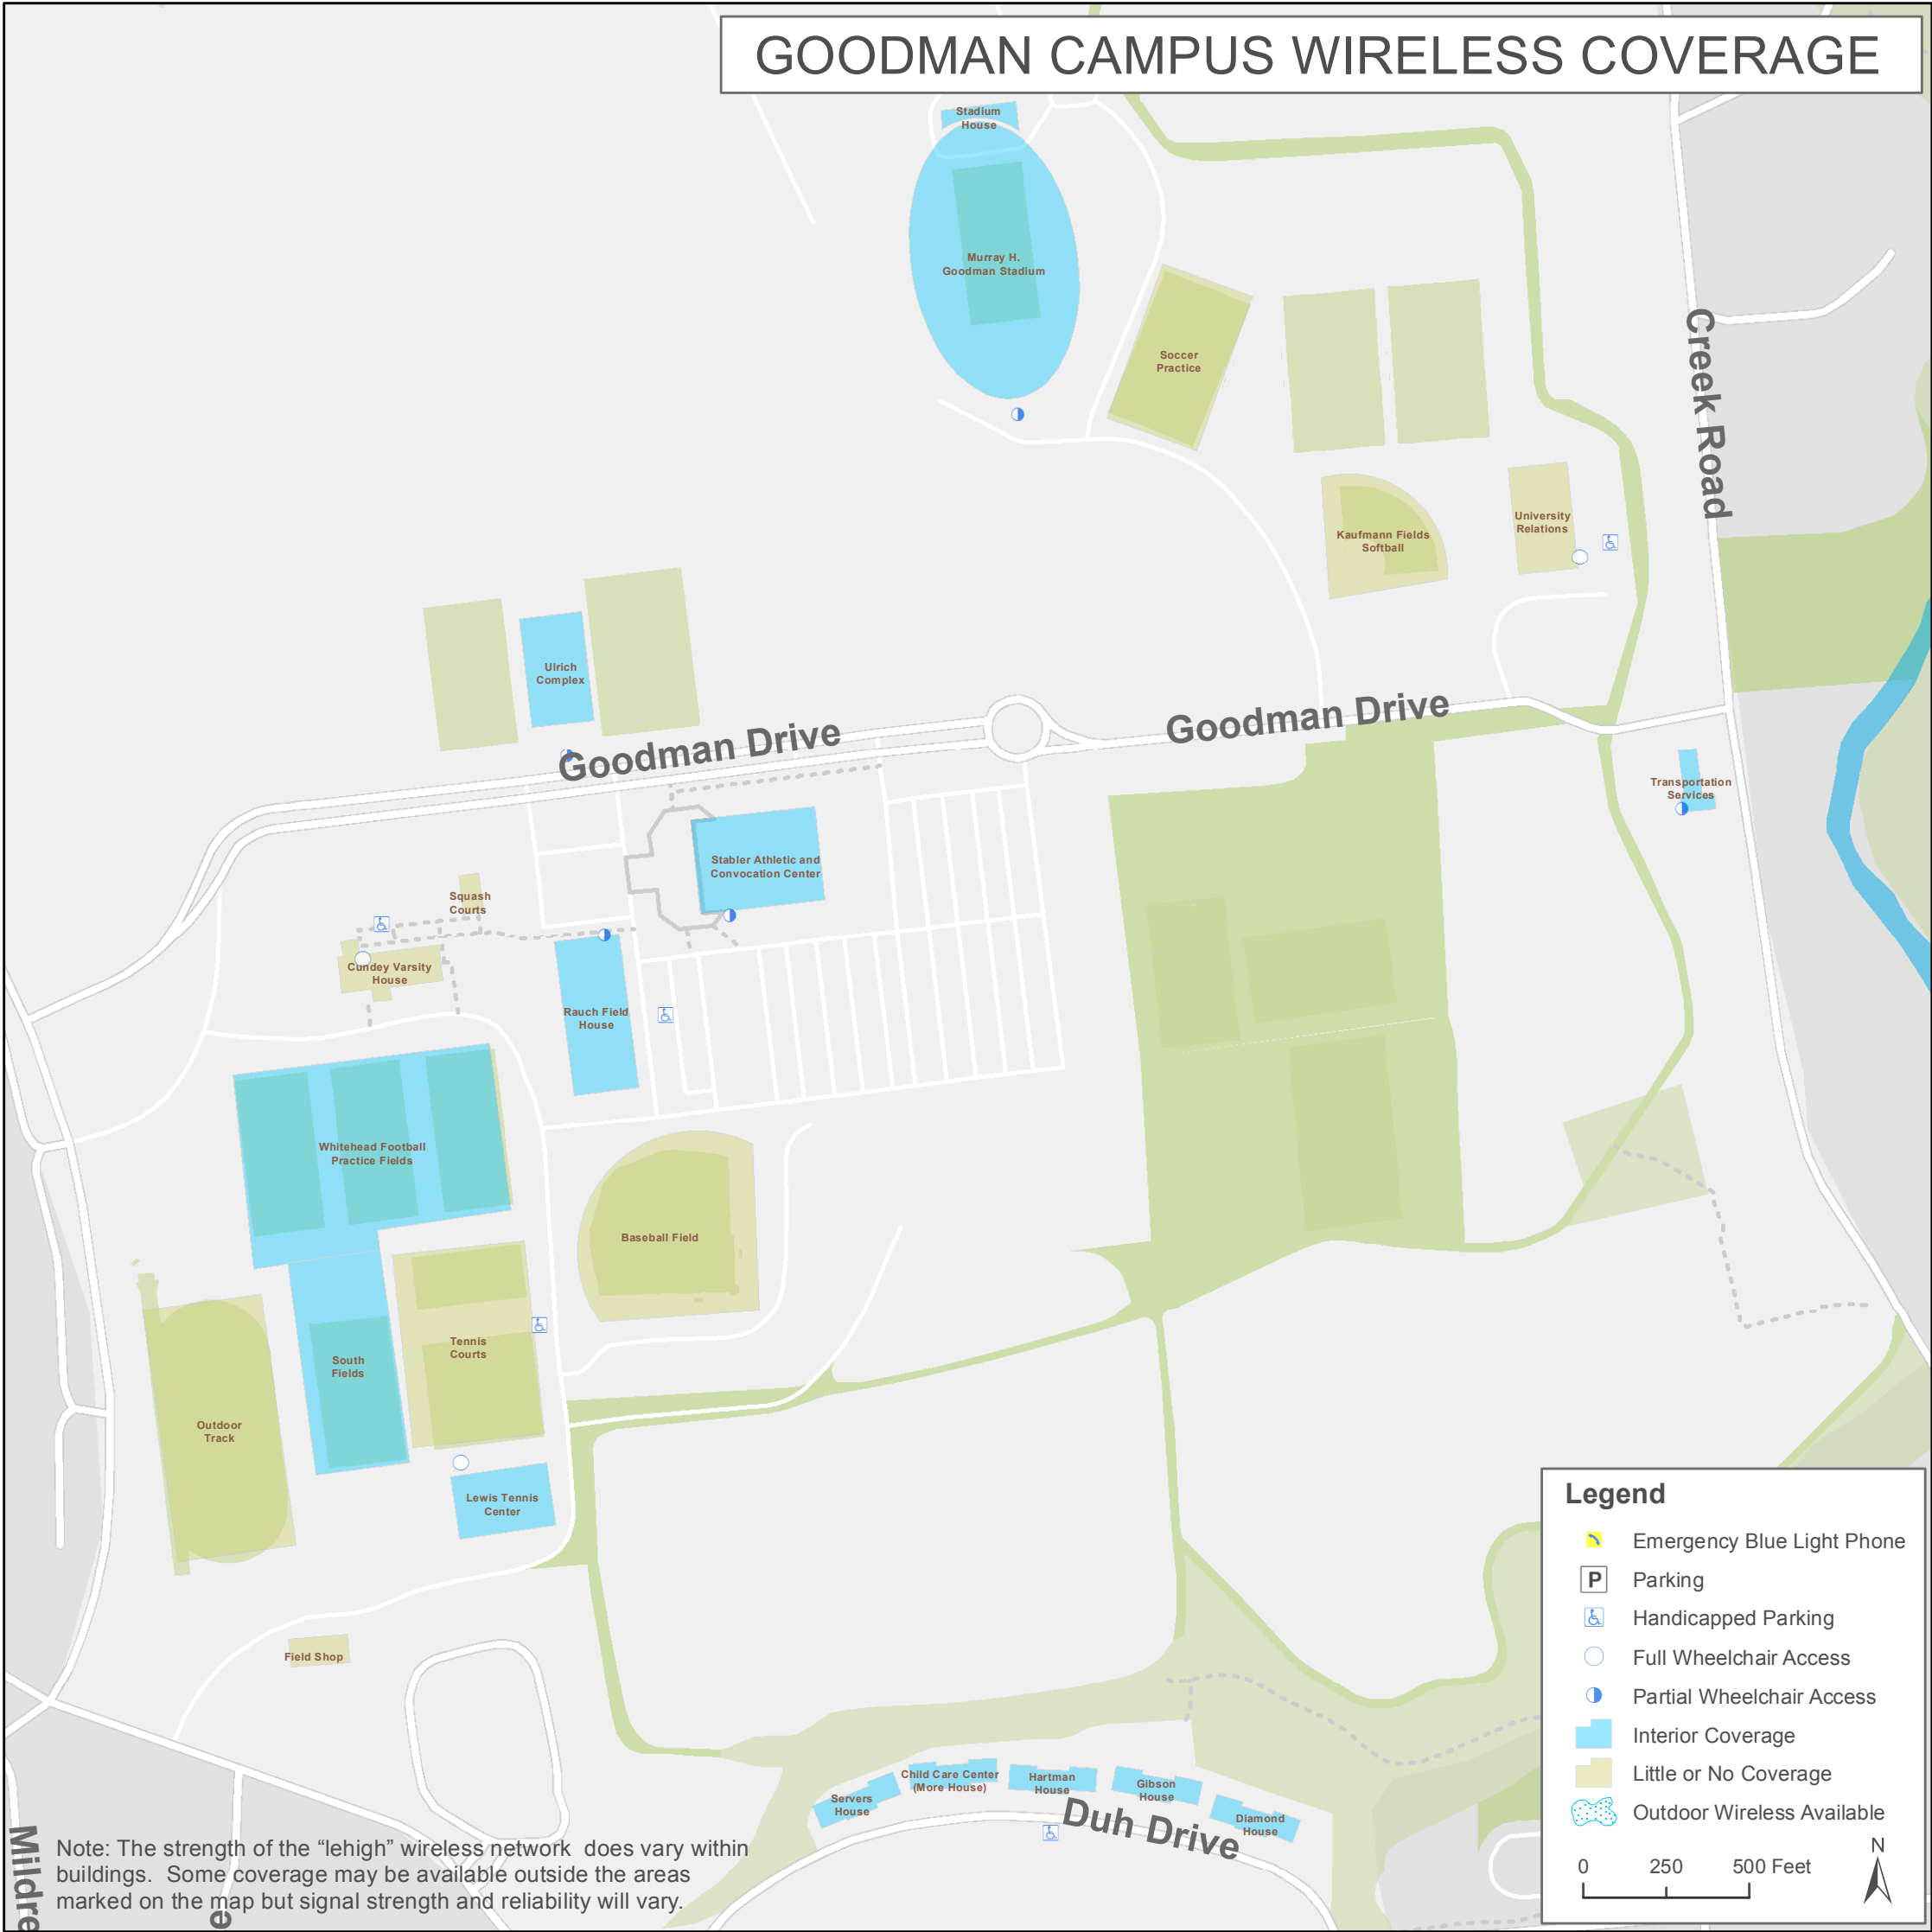 GOODMAN CAMPUS WIRELESS COVERAGE
Stadium
House
Murray H.
Goodman Stadium
Soccer
Practice
Creek Road
Kaufmann Fields
Softball
University
Relations
Ulrich
Complex
Goodman Drive
Goodman Drive
Transportation
Services
Stabler Athletic and
Convocation Center
Squash
Courts
Cundey Varsity
House
Rauch Field
House
Whitehead Football
Practice Fields
Baseball Field
Tennis
Courts
South
Fields
Outdoor
Track
Lewis Tennis
Center
Field Shop
Servers
House
Child Care Center
(More House)
Hartman
House
Gibson
House
Diamond
House
Duh Drive
Mildre
e
Note: The strength of the “lehigh” wireless network does vary within
buildings. Some coverage may be available outside the areas
marked on the map but signal strength and reliability will vary.
Legend
Emergency Blue Light Phone
P Parking
Handicapped Parking
Full Wheelchair Access
Partial Wheelchair Access
Interior Coverage
Little or No Coverage
Outdoor Wireless Available
N
0 250 500 Feet